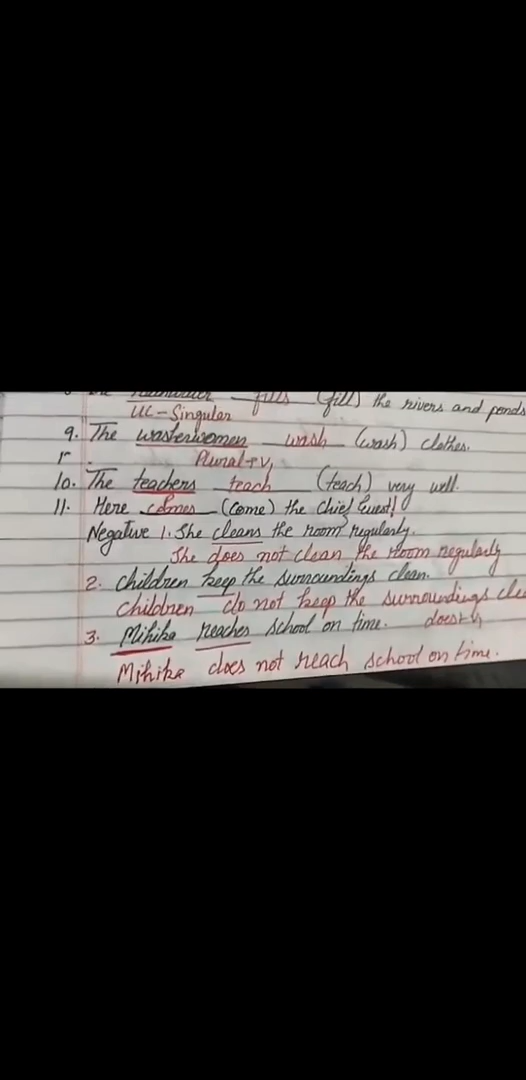 fills (fill) the rivers and ponds
UC - Singular
9. The washerwomen wash (wash) clothes.
Plural + V1
10. The teachers teach (teach) very well.
11. Here comes (come) the Chief Guest!
Negative 1. She cleans the room regularly.
She does not clean the room regularly
2. Children keep the surroundings clean.
Children do not keep the surroundings
3. Mihika reaches school on time. does + V1
Mihika does not reach school on time.